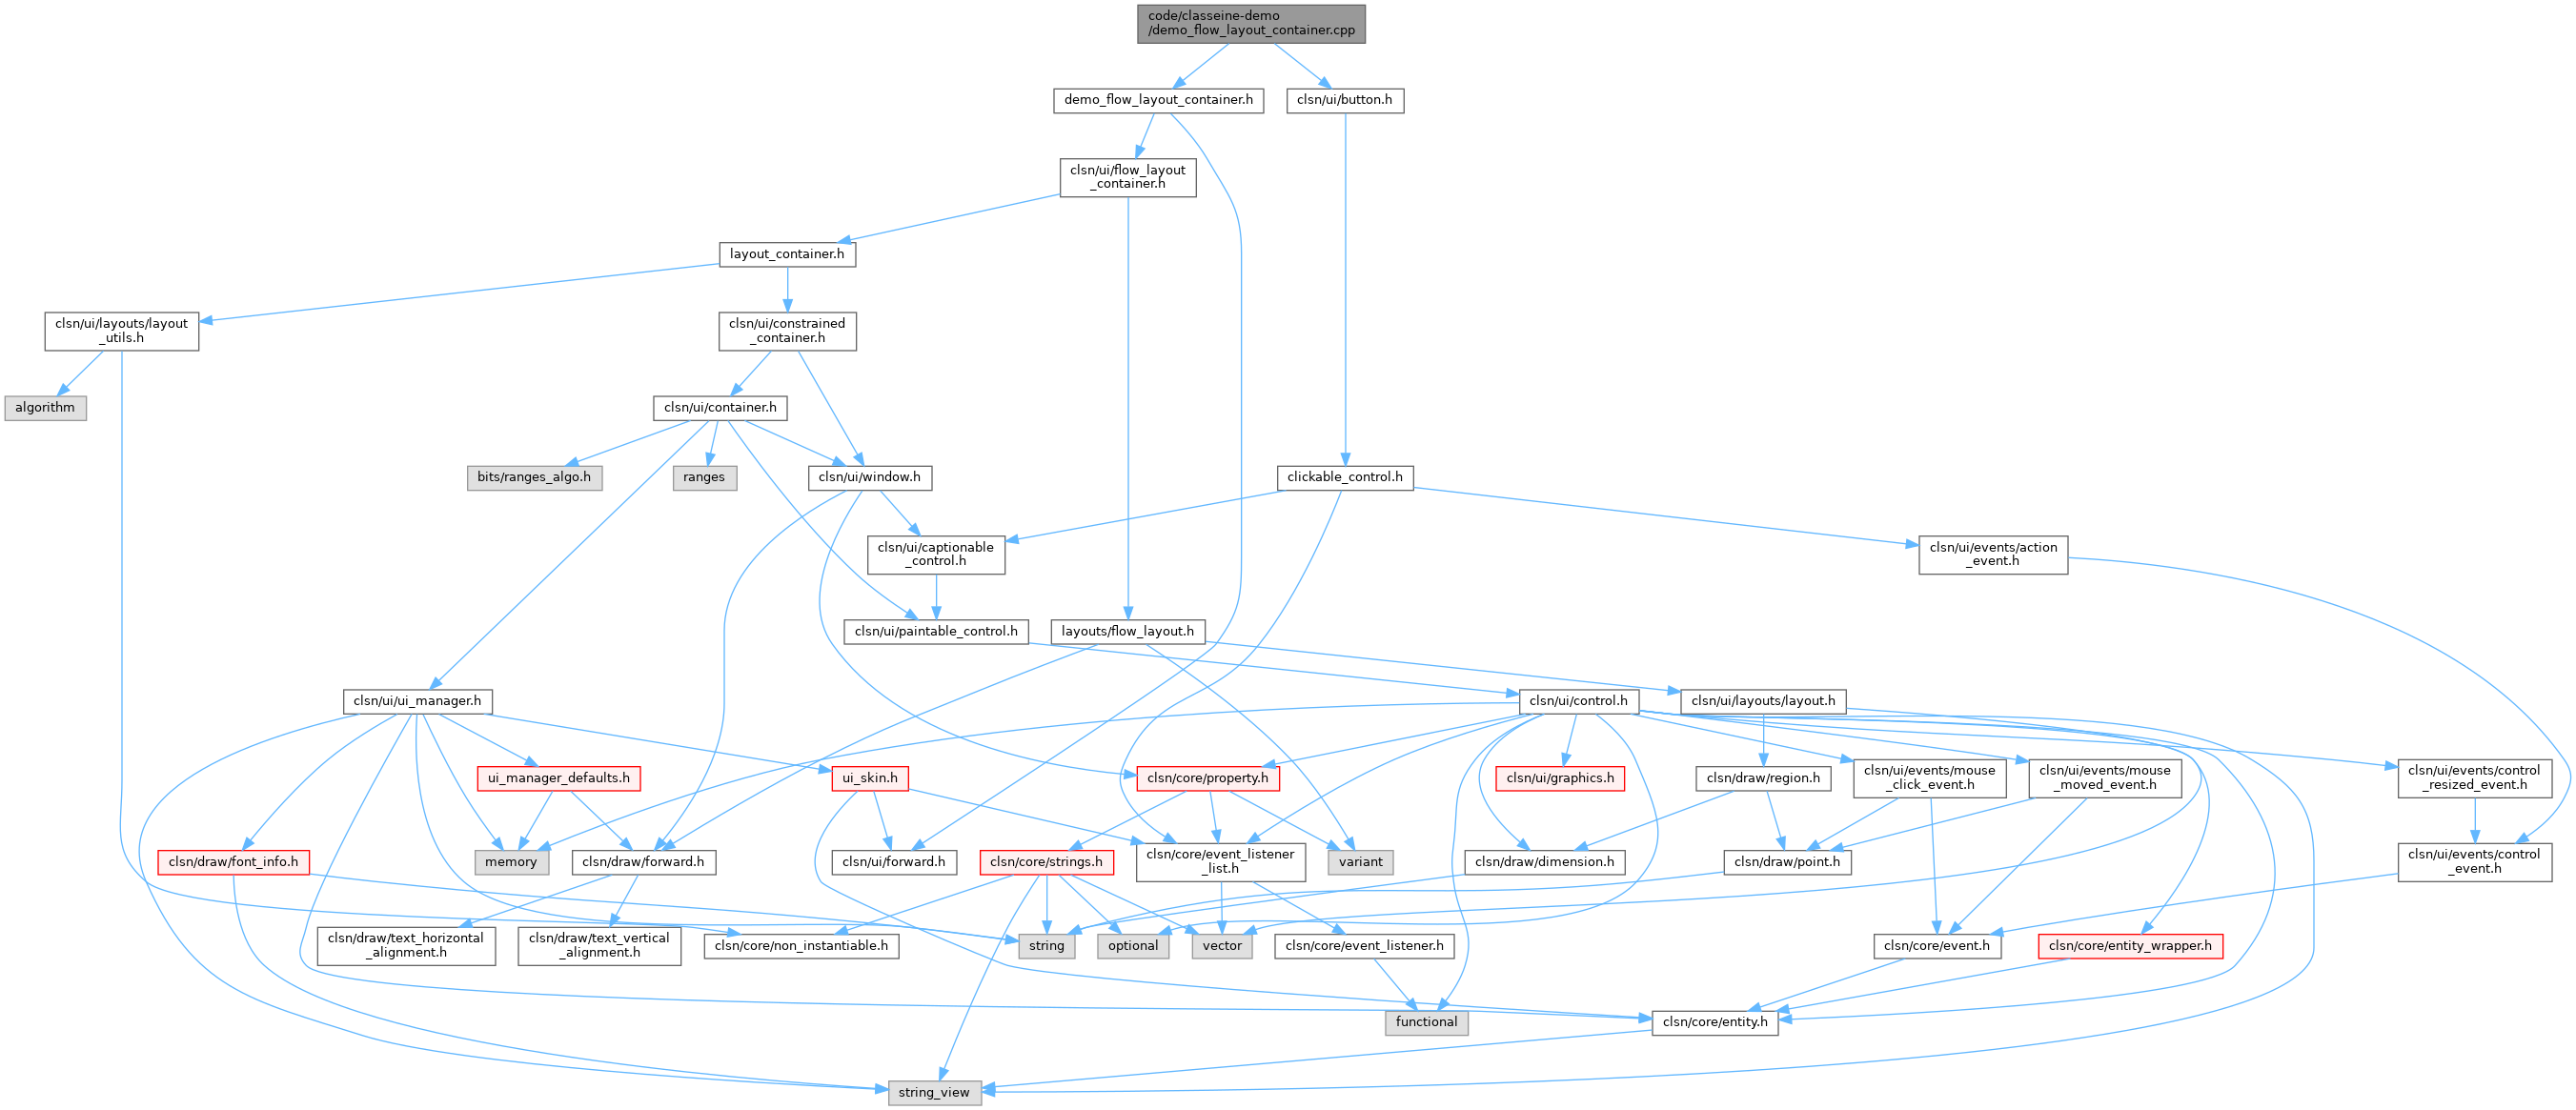 code/classeine-demo
/demo_flow_layout_container.cpp
demo_flow_layout_container.h
clsn/ui/button.h
clsn/ui/flow_layout
_container.h
layout_container.h
clsn/ui/layouts/layout
_utils.h
clsn/ui/constrained
_container.h
algorithm
clsn/ui/container.h
bits/ranges_algo.h
ranges
clsn/ui/window.h
clickable_control.h
clsn/ui/captionable
_control.h
clsn/ui/events/action
_event.h
clsn/ui/paintable_control.h
layouts/flow_layout.h
clsn/ui/ui_manager.h
clsn/ui/control.h
clsn/ui/layouts/layout.h
ui_manager_defaults.h
ui_skin.h
clsn/core/property.h
clsn/ui/graphics.h
clsn/draw/region.h
clsn/ui/events/mouse
_click_event.h
clsn/ui/events/mouse
_moved_event.h
clsn/ui/events/control
_resized_event.h
clsn/draw/font_info.h
memory
clsn/draw/forward.h
clsn/ui/forward.h
clsn/core/strings.h
clsn/core/event_listener
_list.h
variant
clsn/draw/dimension.h
clsn/draw/point.h
clsn/ui/events/control
_event.h
clsn/draw/text_horizontal
_alignment.h
clsn/draw/text_vertical
_alignment.h
clsn/core/non_instantiable.h
string
optional
vector
clsn/core/event_listener.h
clsn/core/event.h
clsn/core/entity_wrapper.h
functional
clsn/core/entity.h
string_view